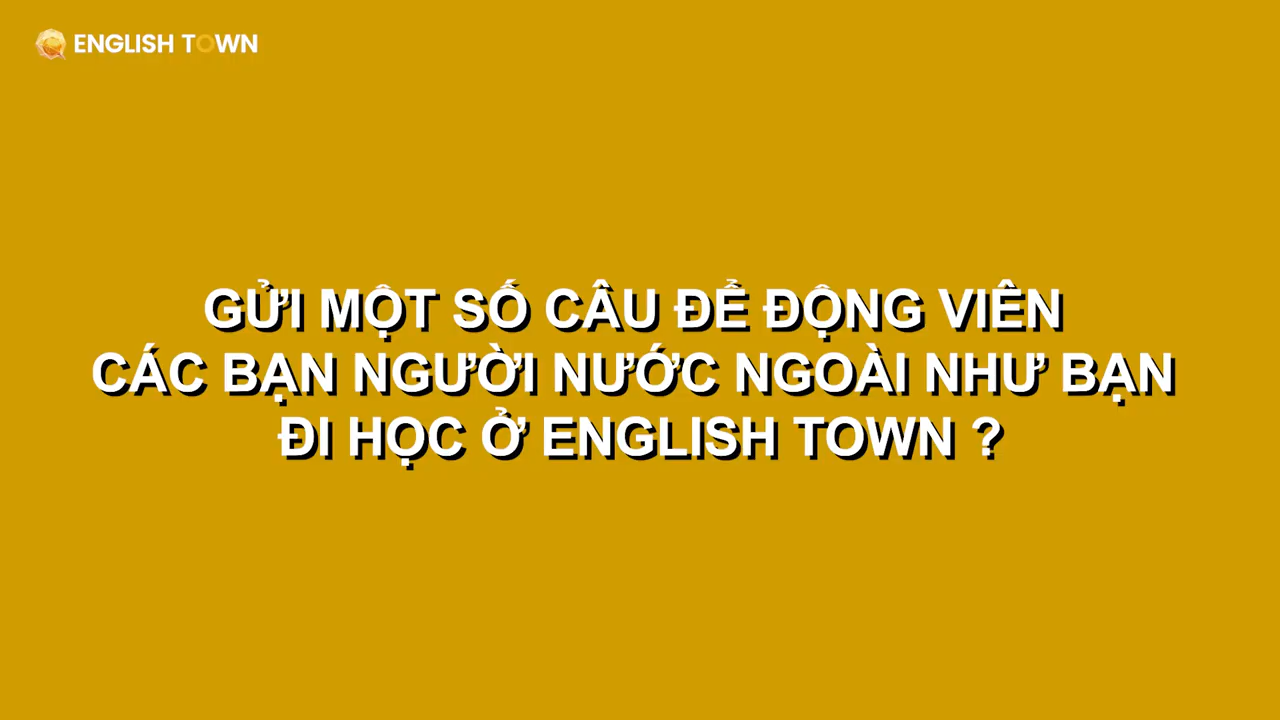 ENGLISH TOWN
GỬI MỘT SỐ CÂU ĐỂ ĐỘNG VIÊN
CÁC BẠN NGƯỜI NƯỚC NGOÀI NHƯ BẠN
ĐI HỌC Ở ENGLISH TOWN ?